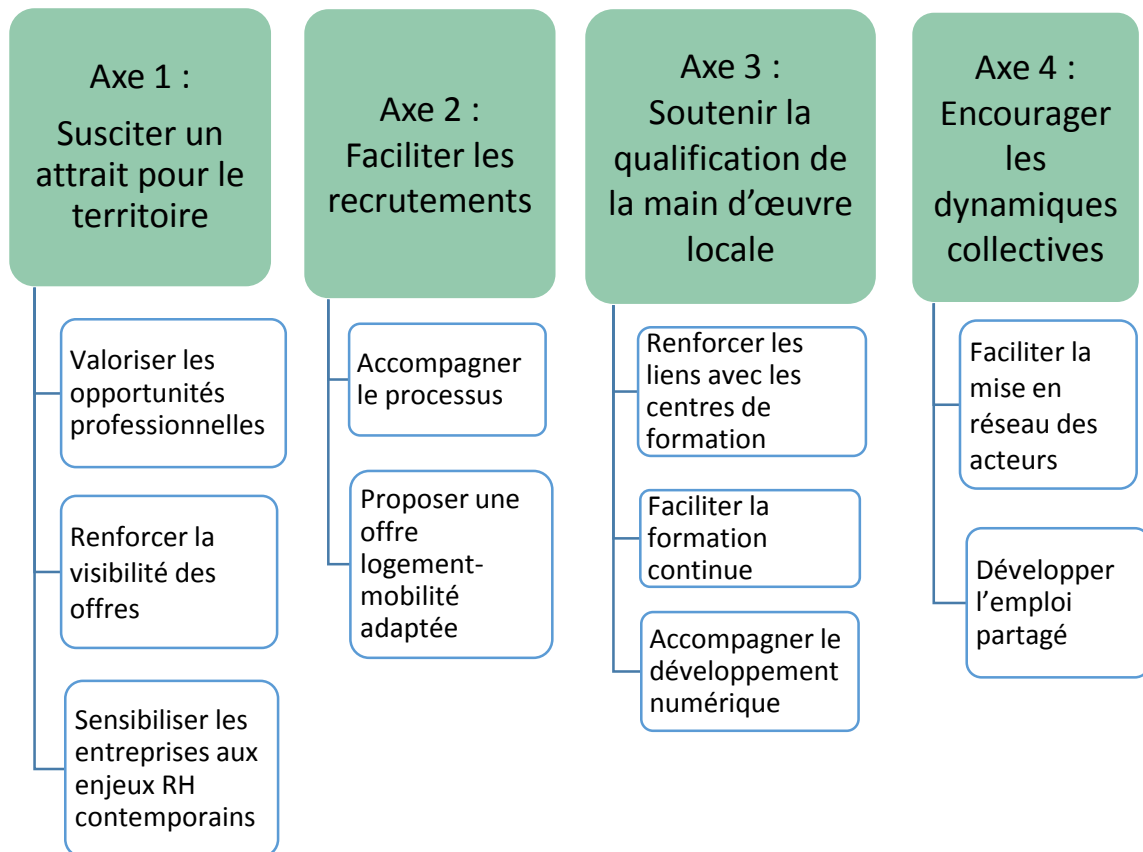 Axe 1 :
Susciter un
attrait pour le
territoire
Valoriser les
opportunités
professionnelles
Renforcer la
visibilité des
offres
Sensibiliser les
entreprises aux
enjeux RH
contemporains
Axe 2 :
Faciliter les
recrutements
Accompagner
le processus
Proposer une
offre
logement-
mobilité
adaptée
Axe 3 :
Soutenir la
qualification de
la main d’œuvre
locale
Renforcer les
liens avec les
centres de
formation
Faciliter la
formation
continue
Accompagner le
développement
numérique
Axe 4 :
Encourager
les
dynamiques
collectives
Faciliter la
mise en
réseau des
acteurs
Développer
l’emploi
partagé